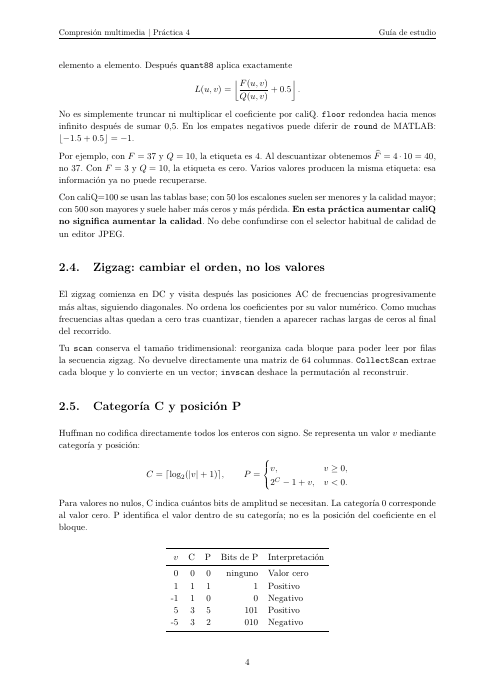 Compresión multimedia | Práctica 4 Guía de estudio
elemento a elemento. Después quant88 aplica exactamente
L(u, v) = ⌊F(u, v)/Q(u, v) + 0.5⌋.
No es simplemente truncar ni multiplicar el coeficiente por caliQ. floor redondea hacia menos
infinito después de sumar 0,5. En los empates negativos puede diferir de round de MATLAB:
⌊−1.5 + 0.5⌋ = −1.
Por ejemplo, con F = 37 y Q = 10, la etiqueta es 4. Al descuantizar obtenemos F̂ = 4 · 10 = 40,
no 37. Con F = 3 y Q = 10, la etiqueta es cero. Varios valores producen la misma etiqueta: esa
información ya no puede recuperarse.
Con caliQ=100 se usan las tablas base; con 50 los escalones suelen ser menores y la calidad mayor;
con 500 son mayores y suele haber más ceros y más pérdida. En esta práctica aumentar caliQ
no significa aumentar la calidad. No debe confundirse con el selector habitual de calidad de
un editor JPEG.
2.4. Zigzag: cambiar el orden, no los valores
El zigzag comienza en DC y visita después las posiciones AC de frecuencias progresivamente
más altas, siguiendo diagonales. No ordena los coeficientes por su valor numérico. Como muchas
frecuencias altas quedan a cero tras cuantizar, tienden a aparecer rachas largas de ceros al final
del recorrido.
Tu scan conserva el tamaño tridimensional: reorganiza cada bloque para poder leer por filas
la secuencia zigzag. No devuelve directamente una matriz de 64 columnas. CollectScan extrae
cada bloque y lo convierte en un vector; invscan deshace la permutación al reconstruir.
2.5. Categoría C y posición P
Huffman no codifica directamente todos los enteros con signo. Se representa un valor v mediante
categoría y posición:
C = ⌈log₂(|v| + 1)⌉, P = { v, v ≥ 0,
2^C − 1 + v, v < 0.
Para valores no nulos, C indica cuántos bits de amplitud se necesitan. La categoría 0 corresponde
al valor cero. P identifica el valor dentro de su categoría; no es la posición del coeficiente en el
bloque.
v C P Bits de P Interpretación
0 0 0 ninguno Valor cero
1 1 1 1 Positivo
-1 1 0 0 Negativo
5 3 5 101 Positivo
-5 3 2 010 Negativo
4